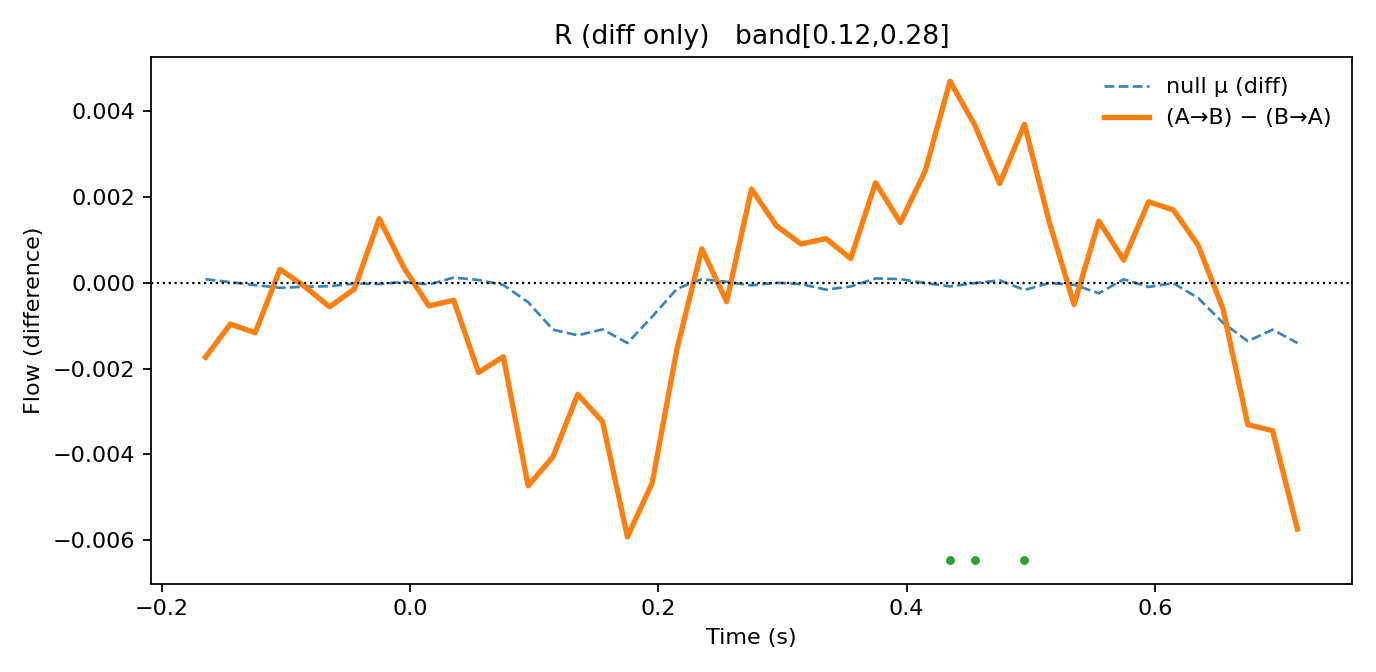 R (diff only)   band[0.12,0.28]
null μ (diff)
(A→B) − (B→A)
0.004
0.002
0.000
−0.002
−0.004
−0.006
Flow (difference)
−0.2
0.0
0.2
0.4
0.6
Time (s)